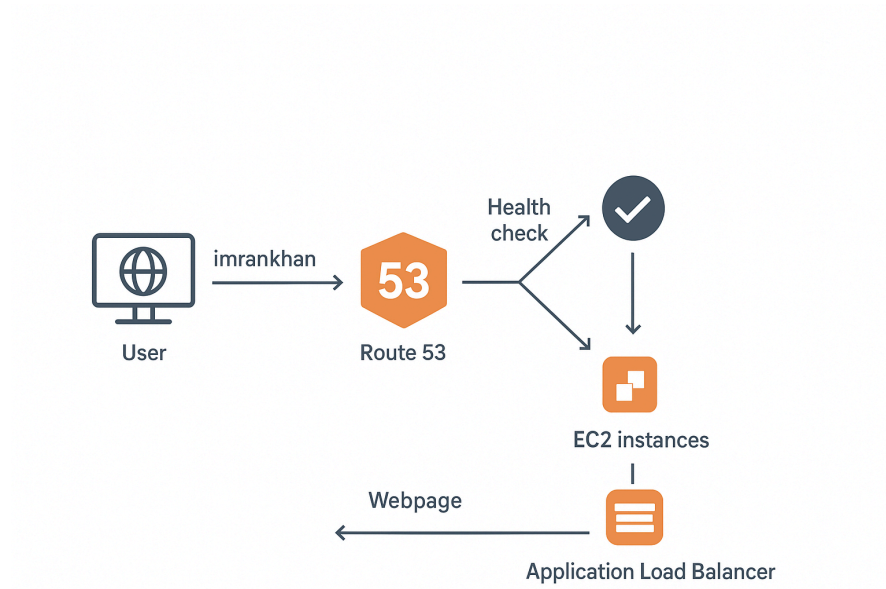 Health
check
imrankhan
53
User
Route 53
EC2 instances
Webpage
Application Load Balancer